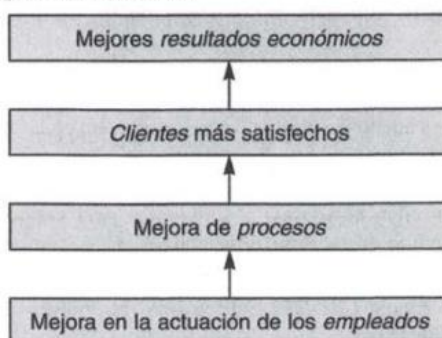 Mejores resultados económicos
Clientes más satisfechos
Mejora de procesos
Mejora en la actuación de los empleados